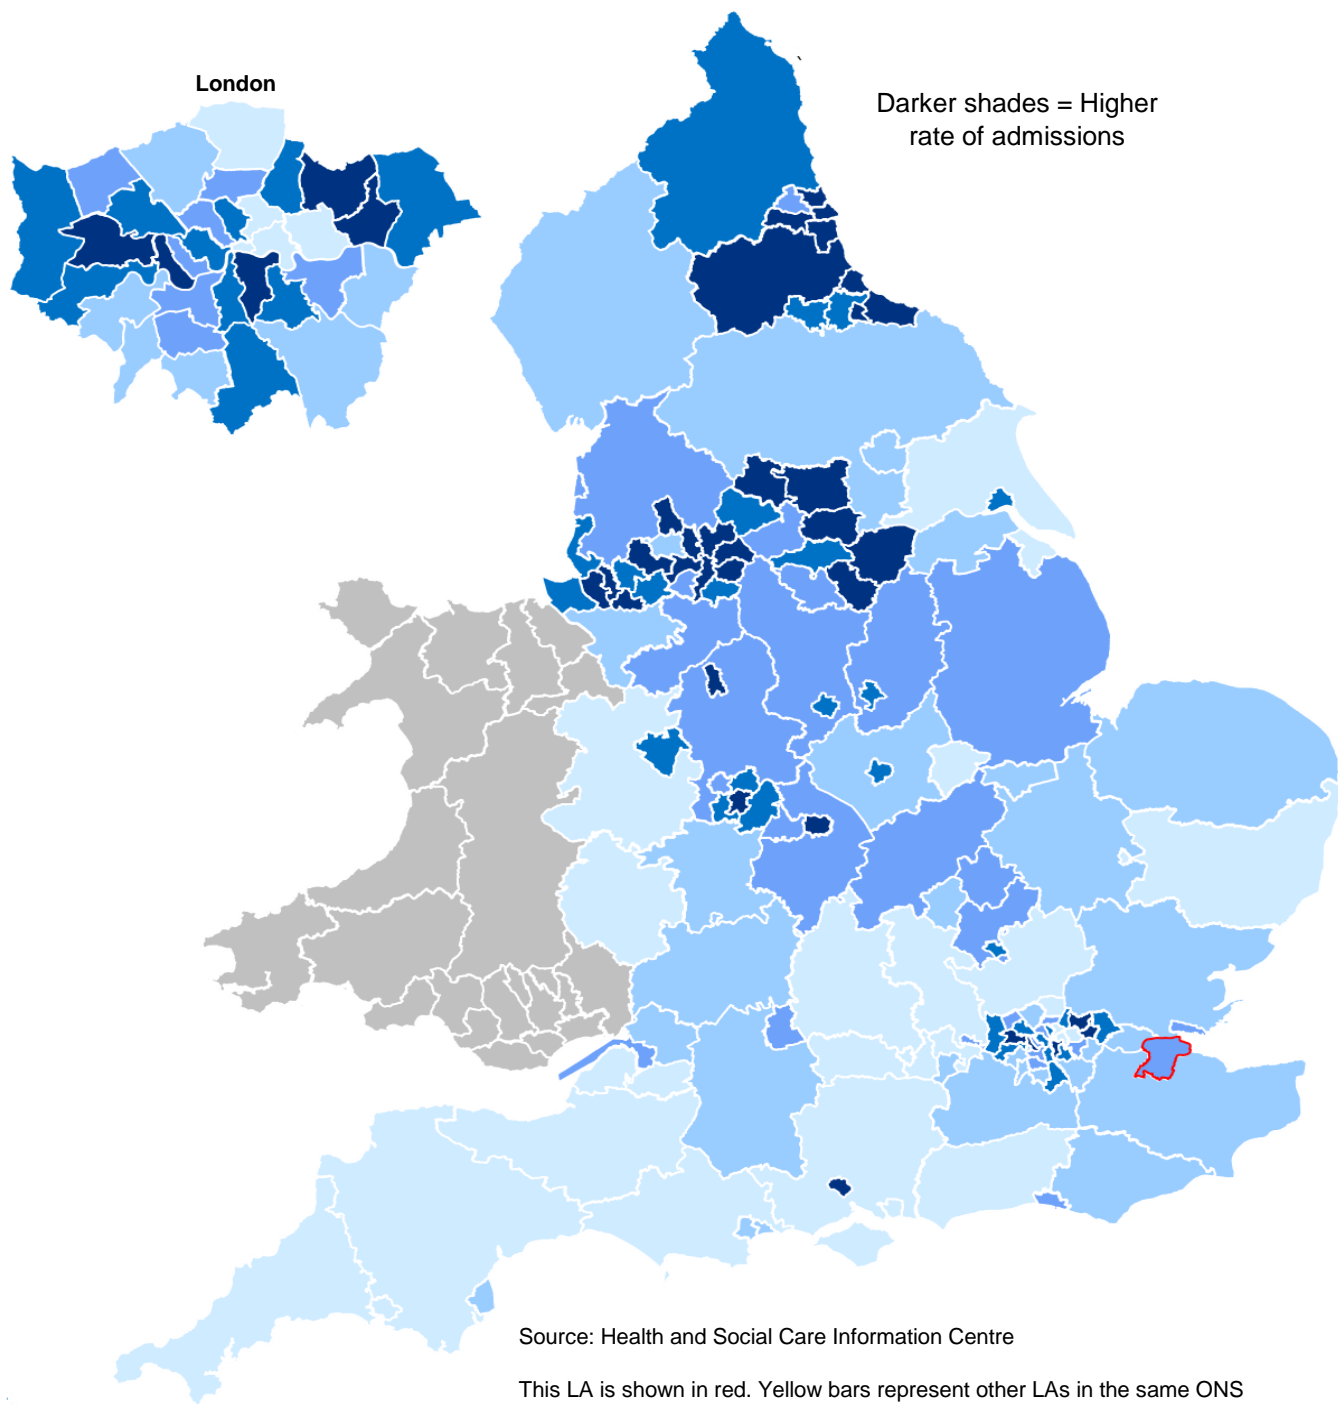 London
Darker shades = Higher
rate of admissions
Source: Health and Social Care Information Centre
This LA is shown in red. Yellow bars represent other LAs in the same ONS